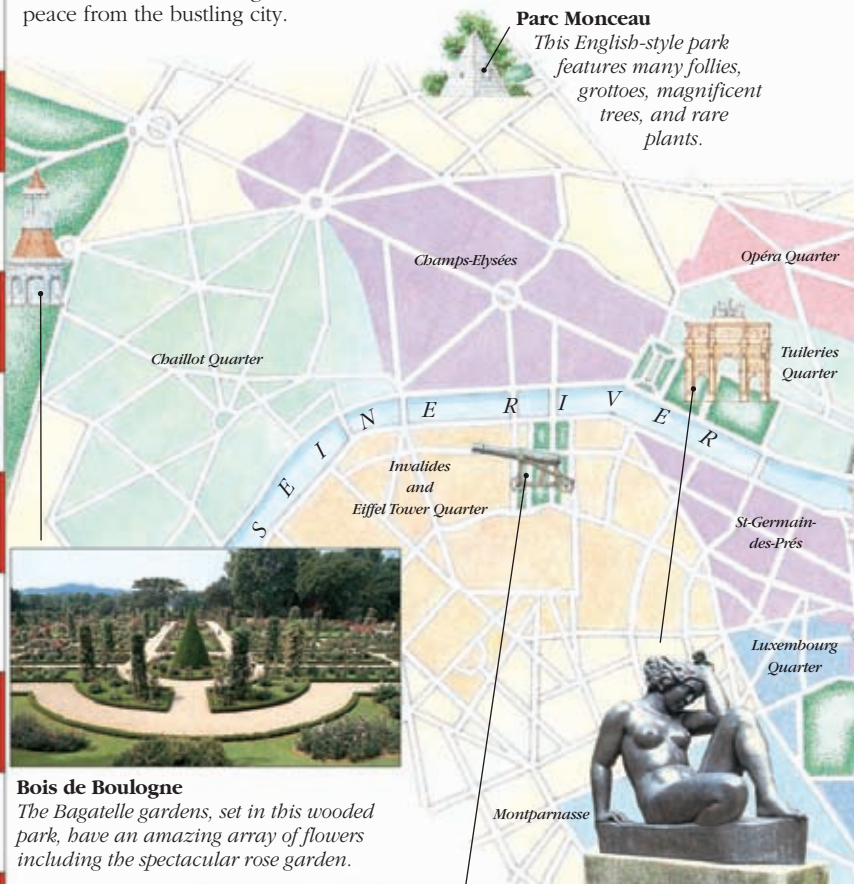 peace from the bustling city.
Parc Monceau
This English-style park
features many follies,
grottoes, magnificent
trees, and rare
plants.
Champs-Elysées
Opéra Quarter
Chaillot Quarter
Tuileries
Quarter
SEINE RIVER
Invalides
and
Eiffel Tower Quarter
St-Germain-
des-Prés
Luxembourg
Quarter
Montparnasse
Bois de Boulogne
The Bagatelle gardens, set in this wooded
park, have an amazing array of flowers
including the spectacular rose garden.